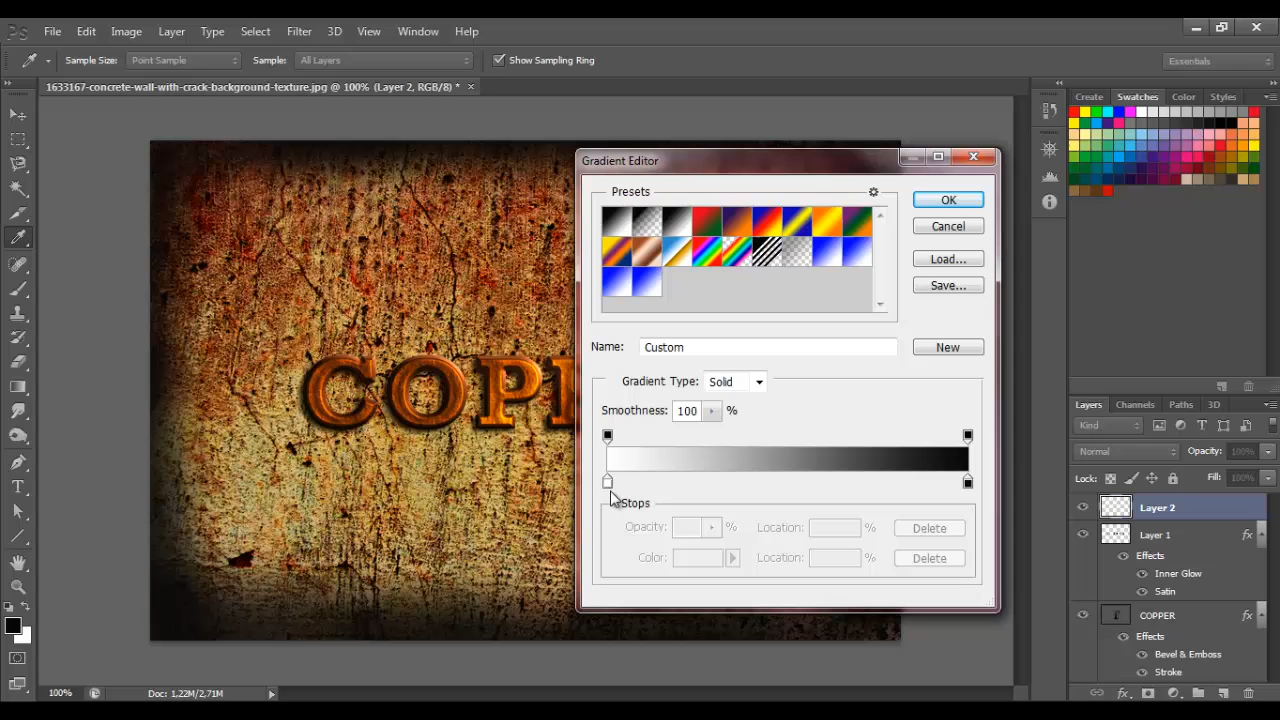 Ps File Edit Image Layer Type Select Filter 3D View Window Help
Sample Size: Point Sample Sample: All Layers Show Sampling Ring Essentials
1633167-concrete-wall-with-crack-background-texture.jpg @ 100% (Layer 2, RGB/8) *
Create Swatches Color Styles
COPP
Gradient Editor
Presets
OK
Cancel
Load...
Save...
Name: Custom New
Gradient Type: Solid
Smoothness: 100 %
Stops
Opacity: % Location: % Delete
Color: Location: % Delete
Layers Channels Paths 3D
Kind
Normal Opacity: 100%
Lock: Fill: 100%
Layer 2
Layer 1 fx
Effects
Inner Glow
Satin
T COPPER fx
Effects
Bevel & Emboss
Stroke
100% Doc: 1,22M/2,71M